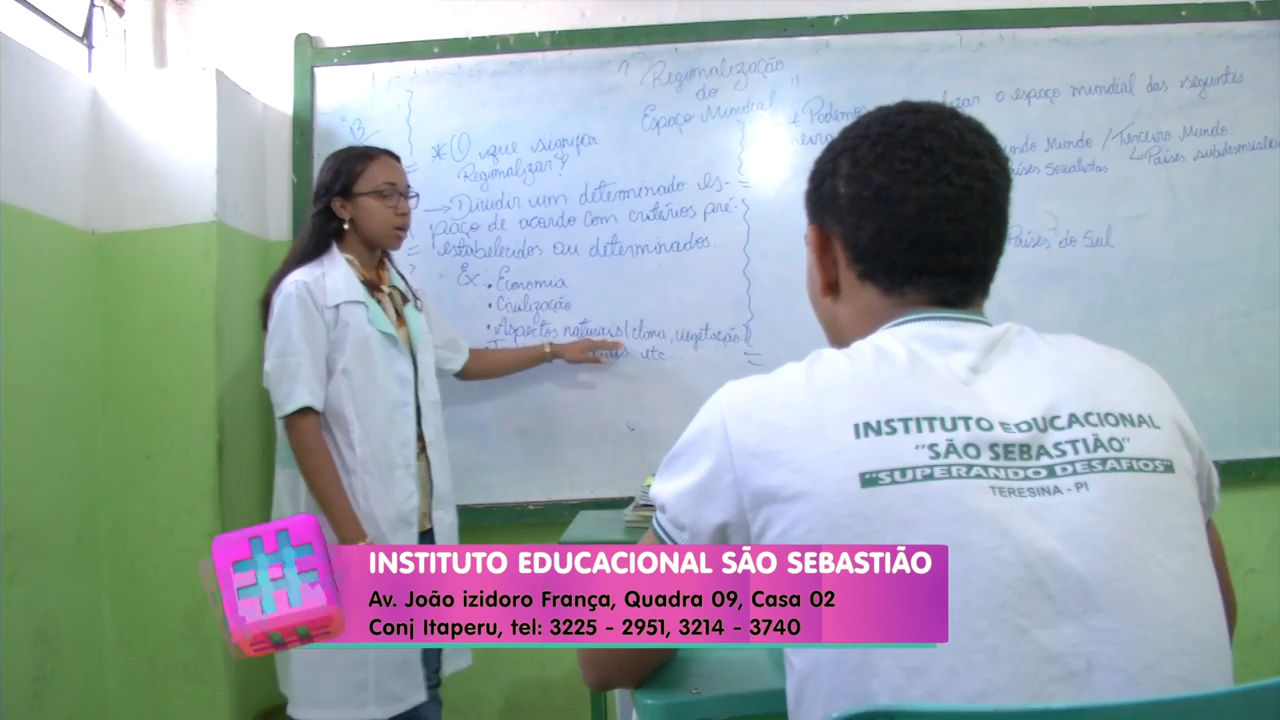 "Regionalização
do
Espaço Mundial"
* O que significa
Regionalizar?
→ Dividir um determinado es-
paço de acordo com critérios pré-
estabelecidos ou determinados.
Ex:
• Economia
• Civilização
• Aspectos naturais (clima, vegetação)
etc...
* Podemos o espaço mundial das seguintes
Mundo / Terceiro Mundo.
Países Socialistas
Países do Sul
INSTITUTO EDUCACIONAL
"SÃO SEBASTIÃO"
"SUPERANDO DESAFIOS"
TERESINA - PI
#
INSTITUTO EDUCACIONAL SÃO SEBASTIÃO
Av. João izidoro França, Quadra 09, Casa 02
Conj Itaperu, tel: 3225 - 2951, 3214 - 3740